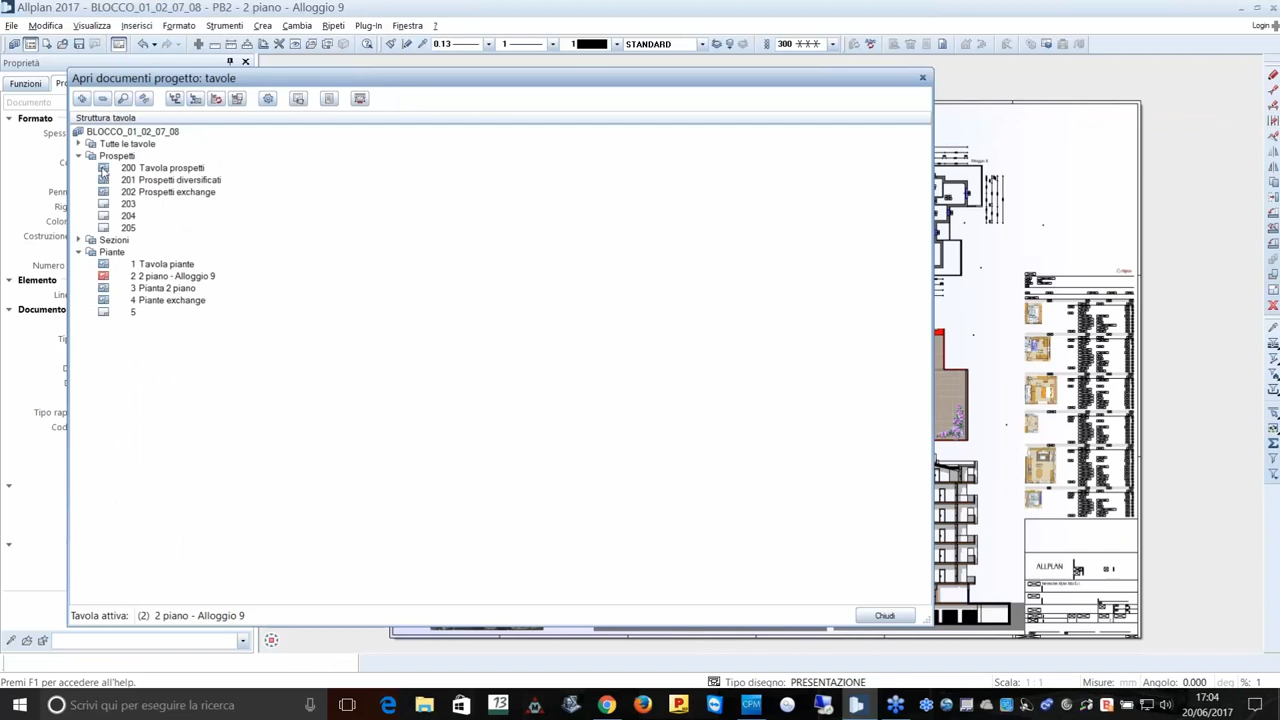 Allplan 2017 - BLOCCO_01_02_07_08 - PB2 - 2 piano - Alloggio 9
File Modifica Visualizza Inserisci Formato Strumenti Crea Cambia Ripeti Plug-In Finestra ? Login
0.13 1 1 STANDARD 300
Proprietà
Funzioni
Documento
Formato
Elemento
Documento
Apri documenti progetto: tavole
Struttura tavola
BLOCCO_01_02_07_08
Tutte le tavole
Prospetti
200 Tavola prospetti
201 Prospetti diversificati
202 Prospetti exchange
203
204
205
Sezioni
Piante
1 Tavola piante
2 2 piano - Alloggio 9
3 Pianta 2 piano
4 Piante exchange
5
Tavola attiva: (2) 2 piano - Alloggio 9
Chiudi
ALLPLAN
Premi F1 per accedere all'help.
Tipo disegno: PRESENTAZIONE Scala: 1 : 1 Misure: mm Angolo: 0.000 deg %: 1
Scrivi qui per eseguire la ricerca
17:04
20/06/2017